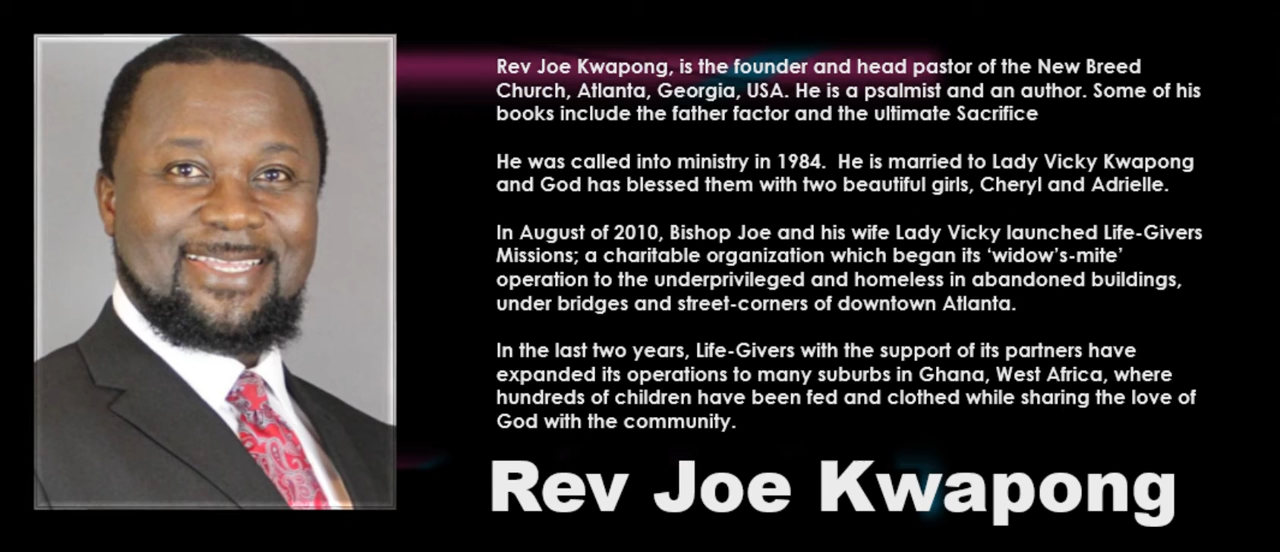 Rev Joe Kwapong, is the founder and head pastor of the New Breed
Church, Atlanta, Georgia, USA. He is a psalmist and an author. Some of his
books include the father factor and the ultimate Sacrifice
He was called into ministry in 1984.  He is married to Lady Vicky Kwapong
and God has blessed them with two beautiful girls, Cheryl and Adrielle.
In August of 2010, Bishop Joe and his wife Lady Vicky launched Life-Givers
Missions; a charitable organization which began its ‘widow’s-mite’
operation to the underprivileged and homeless in abandoned buildings,
under bridges and street-corners of downtown Atlanta.
In the last two years, Life-Givers with the support of its partners have
expanded its operations to many suburbs in Ghana, West Africa, where
hundreds of children have been fed and clothed while sharing the love of
God with the community.
Rev Joe Kwapong